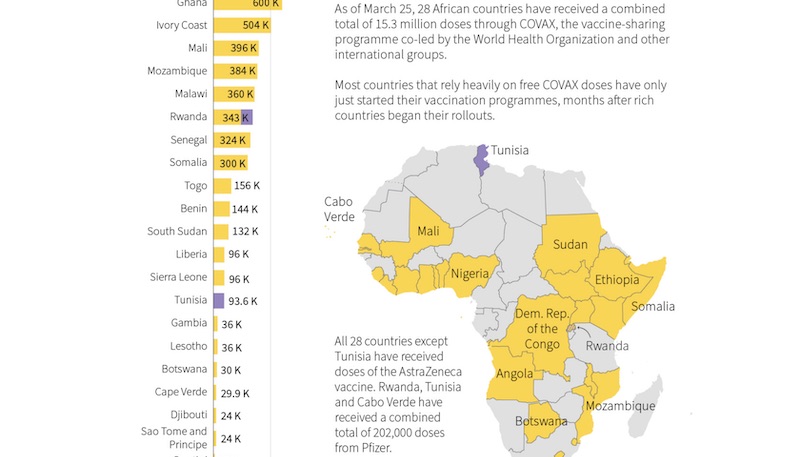 Ghana 600 K
Ivory Coast 504 K
Mali 396 K
Mozambique 384 K
Malawi 360 K
Rwanda 343 K
Senegal 324 K
Somalia 300 K
Togo 156 K
Benin 144 K
South Sudan 132 K
Liberia 96 K
Sierra Leone 96 K
Tunisia 93.6 K
Gambia 36 K
Lesotho 36 K
Botswana 30 K
Cape Verde 29.9 K
Djibouti 24 K
Sao Tome and
Principe 24 K
As of March 25, 28 African countries have received a combined
total of 15.3 million doses through COVAX, the vaccine-sharing
programme co-led by the World Health Organization and other
international groups.
Most countries that rely heavily on free COVAX doses have only
just started their vaccination programmes, months after rich
countries began their rollouts.
Tunisia
Cabo
Verde
Mali
Sudan
Nigeria
Ethiopia
Somalia
Dem. Rep.
of the
Congo
Rwanda
Angola
Mozambique
Botswana
All 28 countries except
Tunisia have received
doses of the AstraZeneca
vaccine. Rwanda, Tunisia
and Cabo Verde have
received a combined
total of 202,000 doses
from Pfizer.